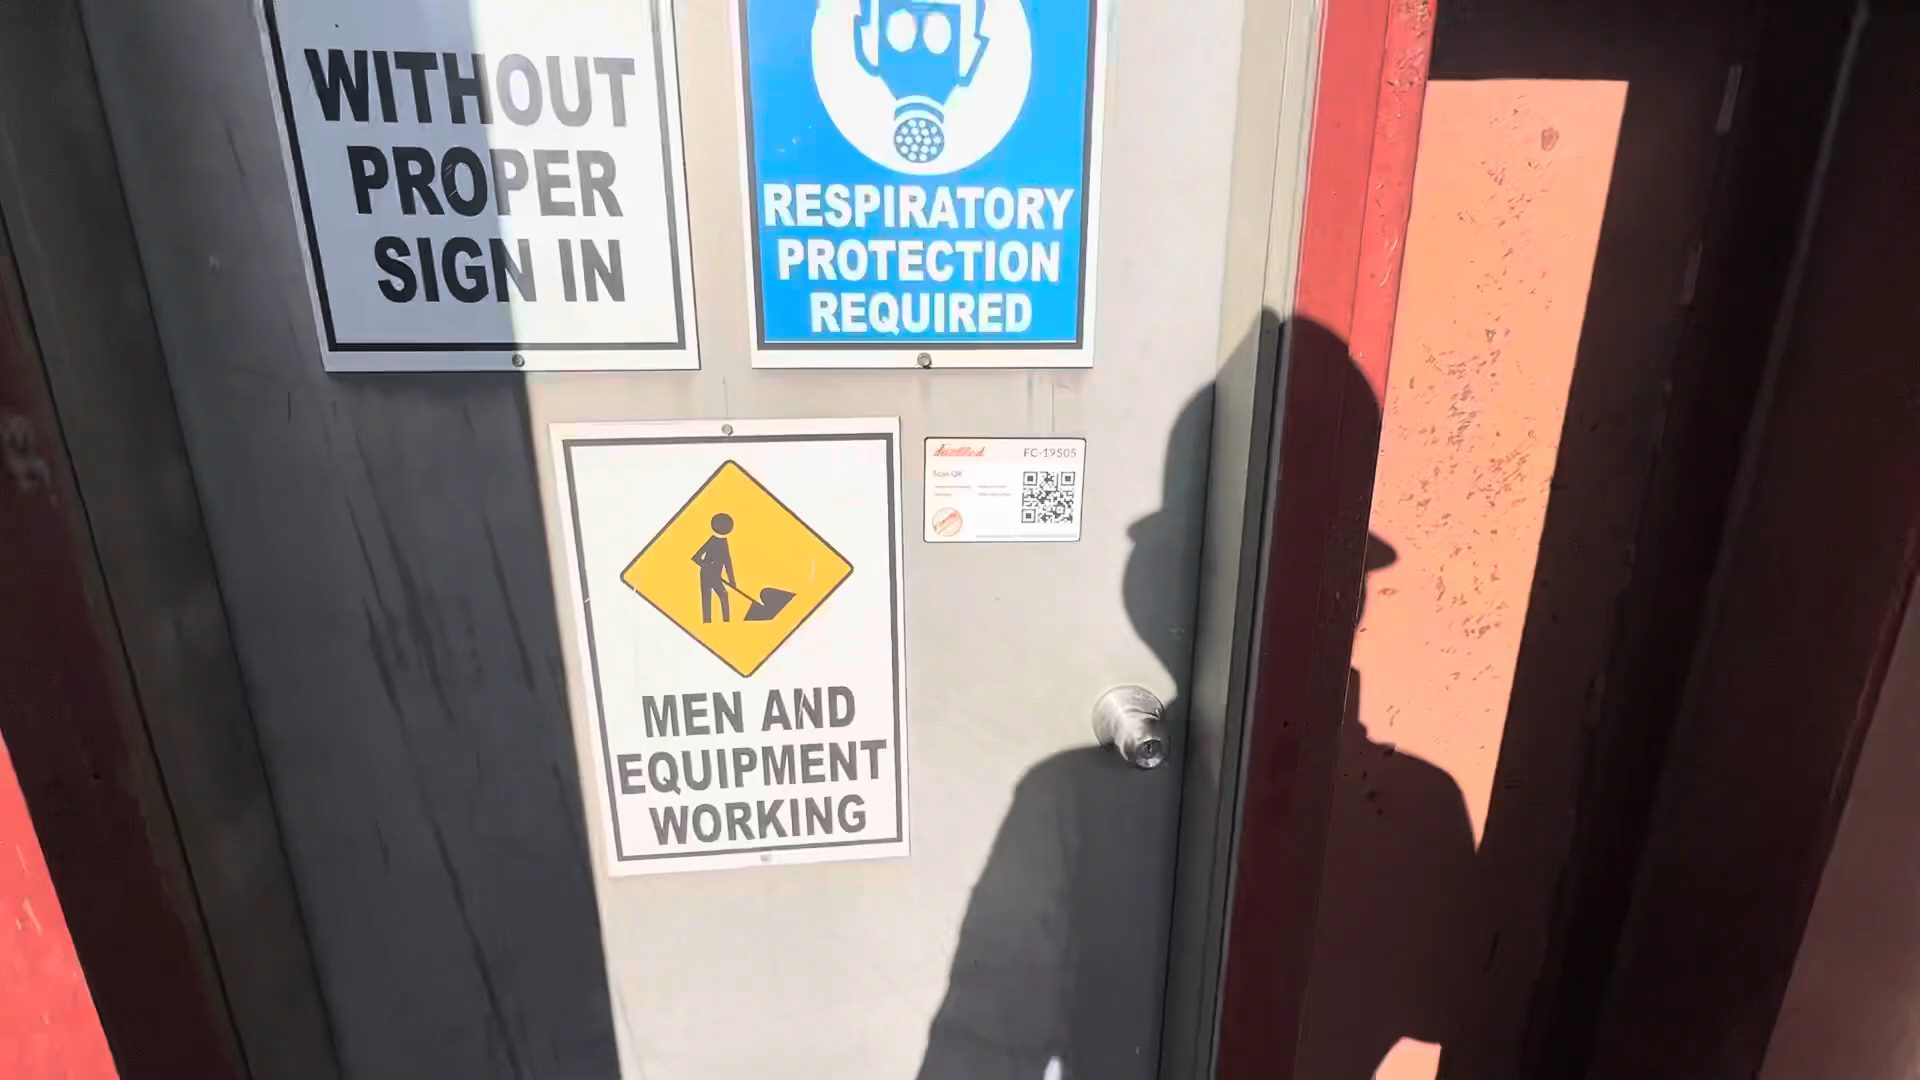 WITHOUT
PROPER
SIGN IN
RESPIRATORY
PROTECTION
REQUIRED
FC-19505
Scan QR
MEN AND
EQUIPMENT
WORKING